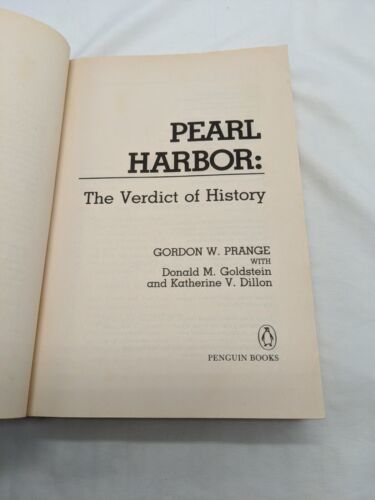 PEARL
HARBOR:
The Verdict of History
GORDON W. PRANGE
WITH
Donald M. Goldstein
and Katherine V. Dillon
PENGUIN BOOKS